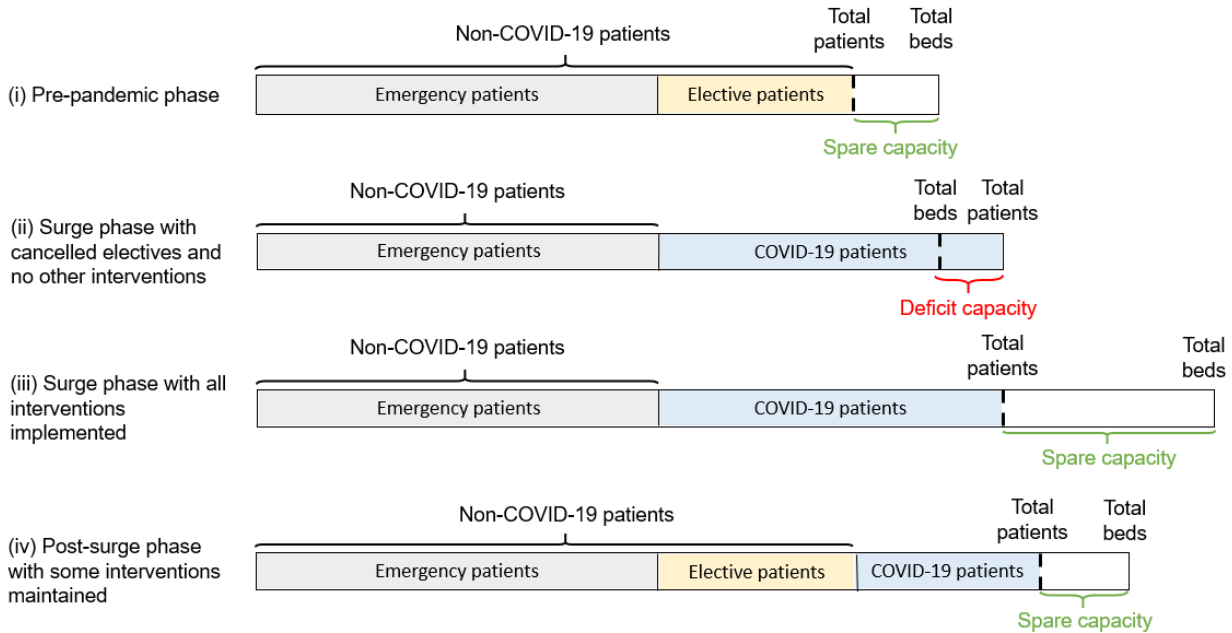 Non-COVID-19 patients
Total
patients
Total
beds
(i) Pre-pandemic phase
Emergency patients
Elective patients
Spare capacity
Non-COVID-19 patients
Total
beds
Total
patients
(ii) Surge phase with
cancelled electives and
no other interventions
Emergency patients
COVID-19 patients
Deficit capacity
Non-COVID-19 patients
Total
patients
Total
beds
(iii) Surge phase with all
interventions
implemented
Emergency patients
COVID-19 patients
Spare capacity
Non-COVID-19 patients
Total
patients
Total
beds
(iv) Post-surge phase
with some interventions
maintained
Emergency patients
Elective patients
COVID-19 patients
Spare capacity